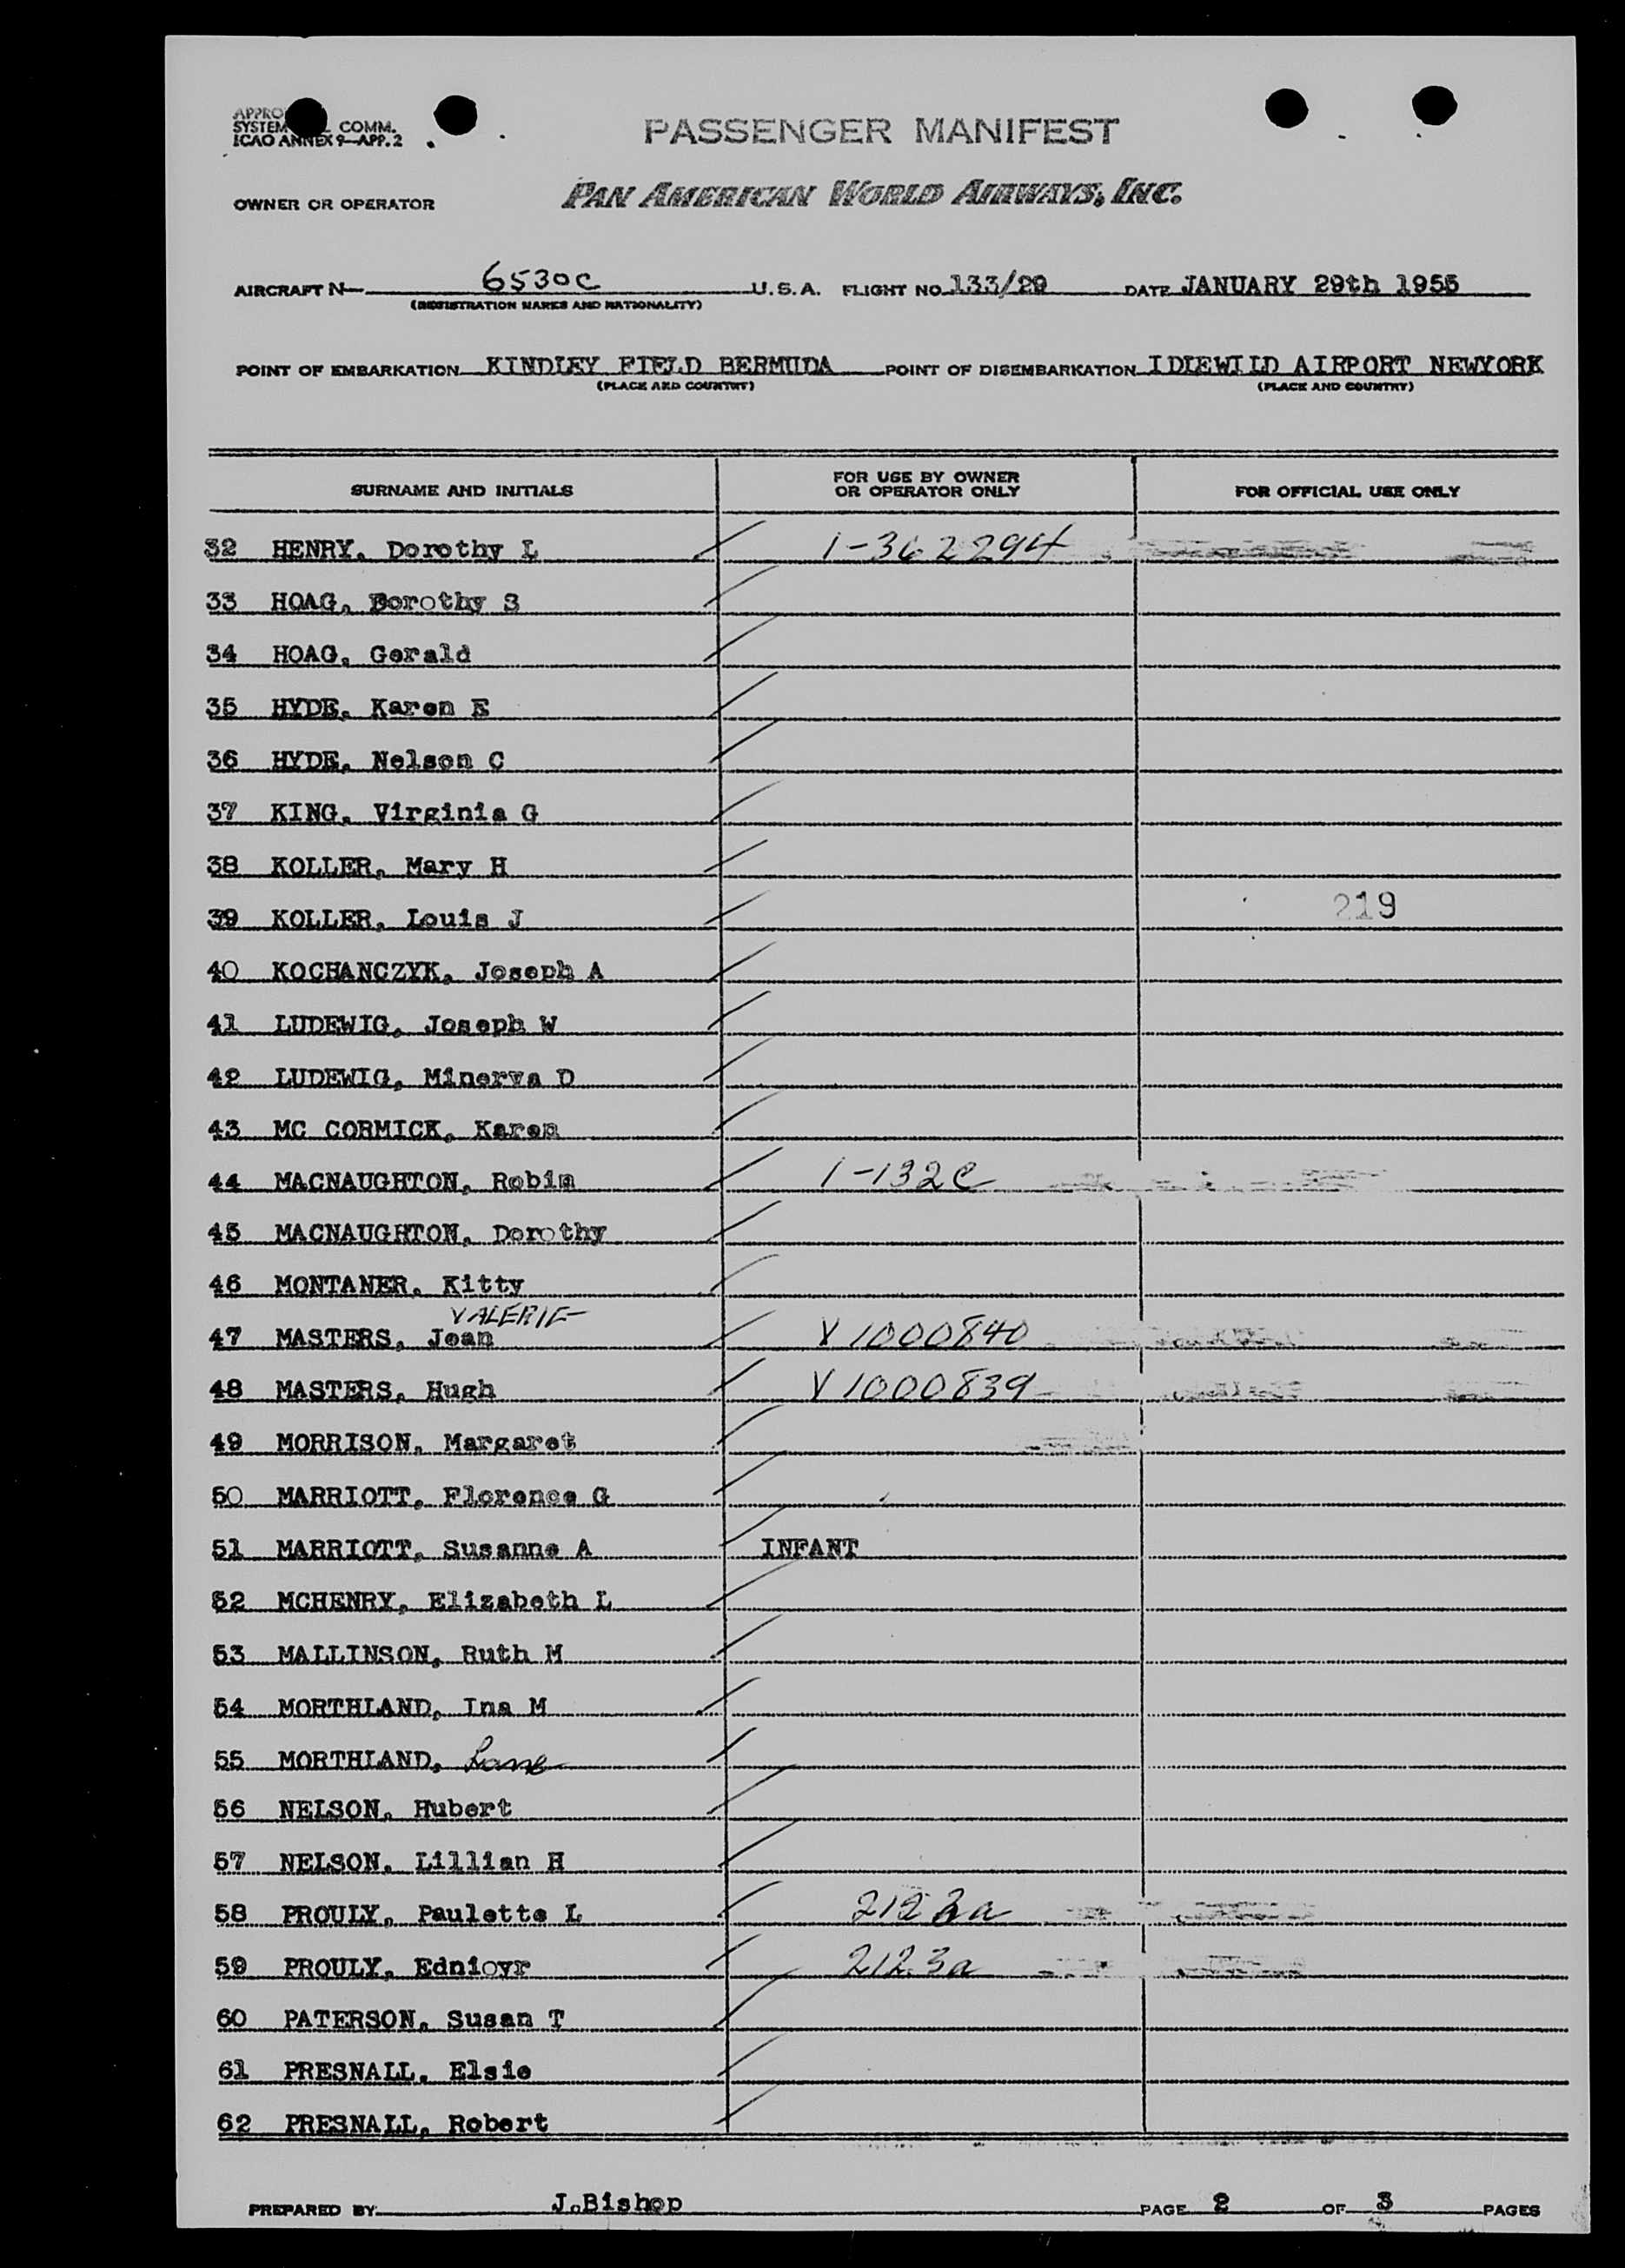 PASSENGER MANIFEST
SYSTEM COMM.
ICAO ANNEX 9—APP. 2
OWNER OR OPERATOR PAN AMERICAN WORLD AIRWAYS, INC.
AIRCRAFT N— 6530C U.S.A. FLIGHT NO. 133/29 DATE JANUARY 29th 1955
(REGISTRATION MARKS AND NATIONALITY)
POINT OF EMBARKATION KINDLEY FIELD BERMUDA POINT OF DISEMBARKATION IDLEWILD AIRPORT NEWYORK
(PLACE AND COUNTRY) (PLACE AND COUNTRY)
SURNAME AND INITIALS FOR USE BY OWNER OR OPERATOR ONLY FOR OFFICIAL USE ONLY
32 HENRY, Dorothy L 1-362294
33 HOAG, Dorothy S
34 HOAG, Gerald
35 HYDE, Karen E
36 HYDE, Nelson C
37 KING, Virginia G
38 KOLLER, Mary H
39 KOLLER, Louis J 219
40 KOCHANCZYK, Joseph A
41 LUDEWIG, Joseph W
42 LUDEWIG, Minerva D
43 MC CORMICK, Karen
44 MACNAUGHTON, Robin 1-132C
45 MACNAUGHTON, Dorothy
46 MONTANER, Kitty
VALERIE
47 MASTERS, Jean V1000840
48 MASTERS, Hugh V1000839
49 MORRISON, Margaret
50 MARRIOTT, Florence G
51 MARRIOTT, Susanne A INFANT
52 MCHENRY, Elizabeth L
53 MALLINSON, Ruth M
54 MORTHLAND, Ina M
55 MORTHLAND, Lane
56 NELSON, Hubert
57 NELSON, Lillian H
58 PROULY, Paulette L 2123a
59 PROULY, Ednioyr 2123a
60 PATERSON, Susan T
61 PRESNALL, Elsie
62 PRESNALL, Robert
PREPARED BY J.Bishop PAGE 2 OF 3 PAGES